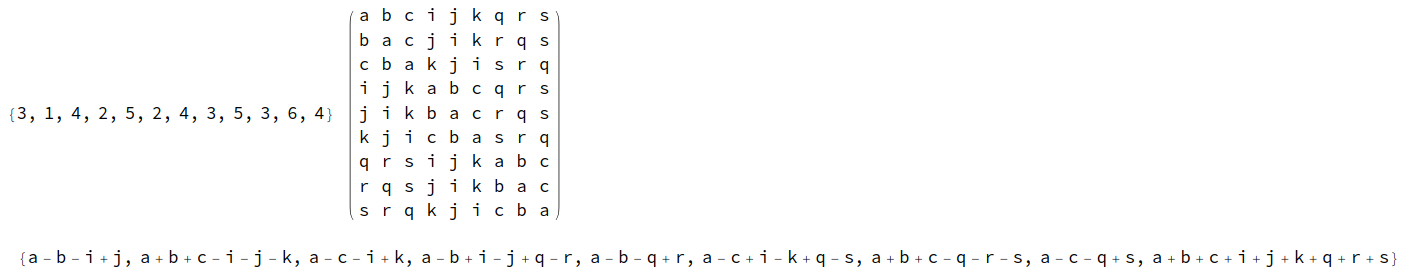 a b c i j k q r s
b a c j i k r q s
c b a k j i s r q
i j k a b c q r s
{3, 1, 4, 2, 5, 2, 4, 3, 5, 3, 6, 4} j i k b a c r q s
k j i c b a s r q
q r s i j k a b c
r q s j i k b a c
s r q k j i c b a
{a - b - i + j, a + b + c - i - j - k, a - c - i + k, a - b + i - j + q - r, a - b - q + r, a - c + i - k + q - s, a + b + c - q - r - s, a - c - q + s, a + b + c + i + j + k + q + r + s}